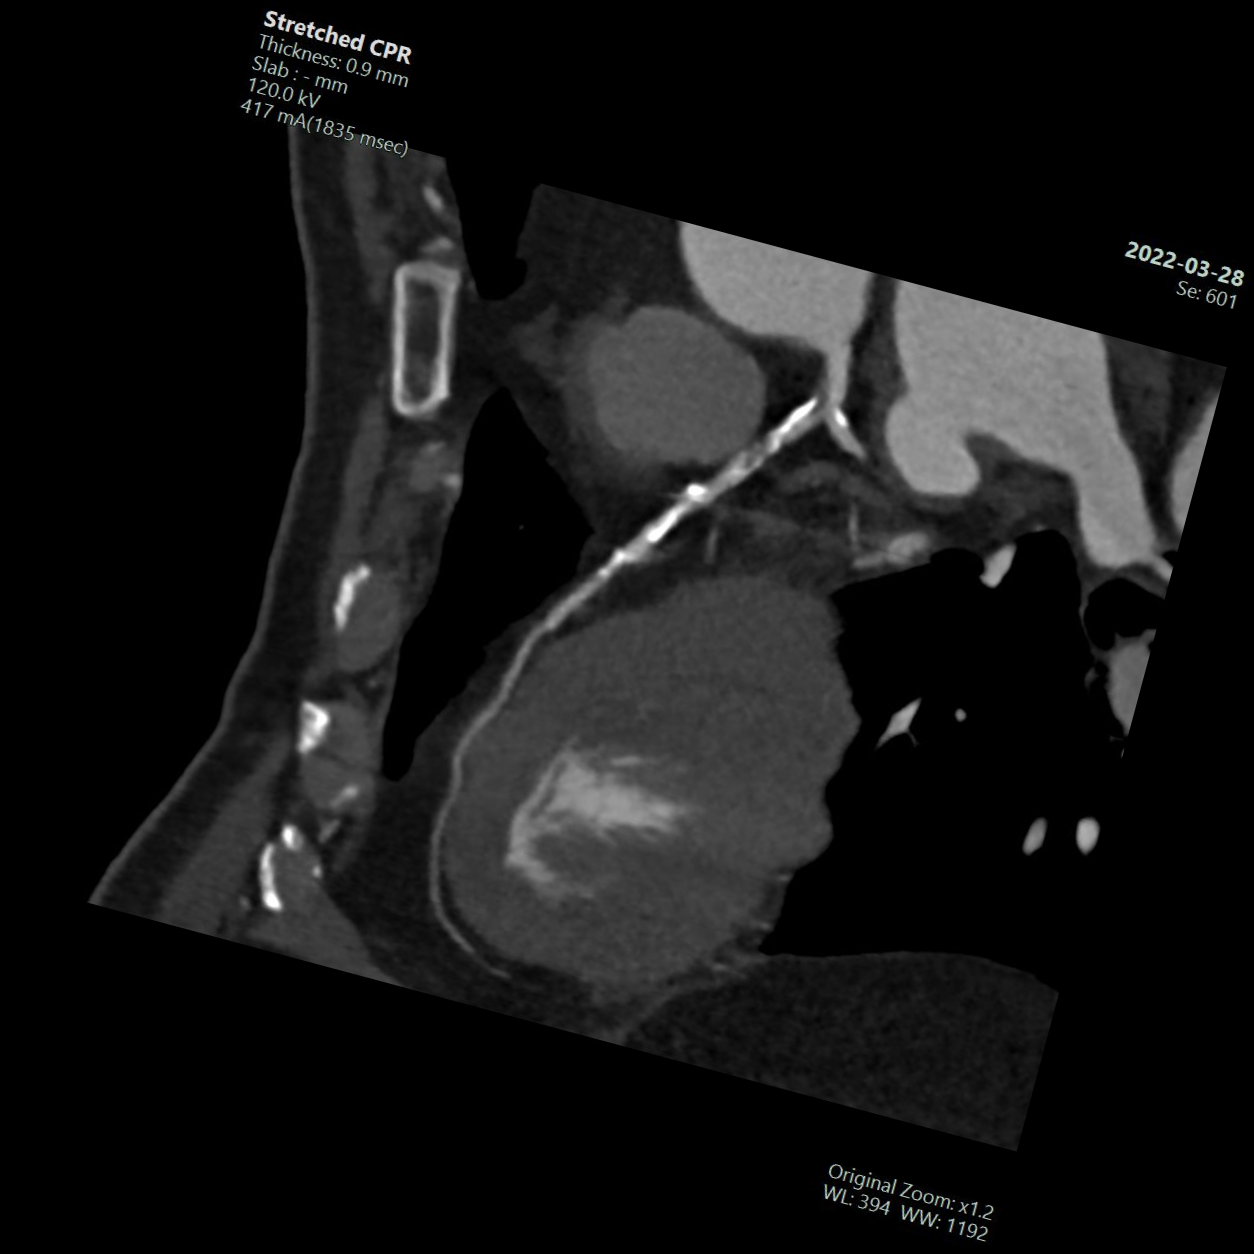 Stretched CPR
Thickness: 0.9 mm
Slab : - mm
120.0 kV
417 mA(1835 msec)
2022-03-28
Se: 601
Original Zoom: x1.2
WL: 394 WW: 1192